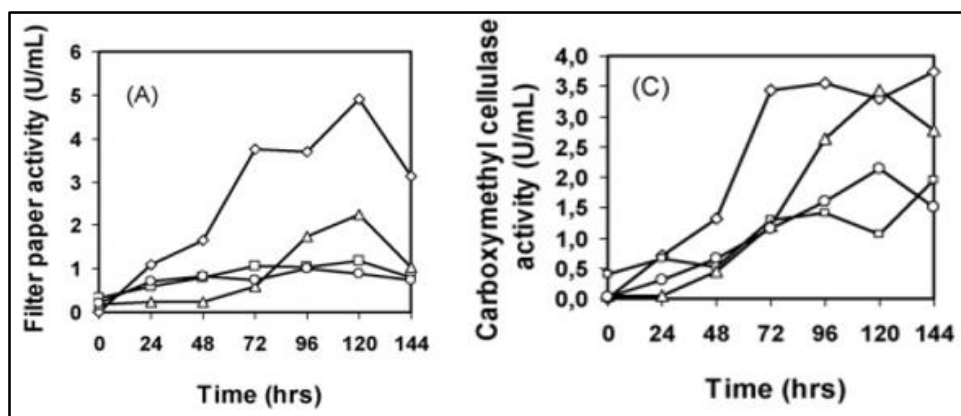 Filter paper activity (U/mL)
6
5
4
3
2
1
0
(A)
0 24 48 72 96 120 144
Time (hrs)
Carboxymethyl cellulase
activity (U/mL)
4,0
3,5
3,0
2,5
2,0
1,5
1,0
0,5
0,0
(C)
0 24 48 72 96 120 144
Time (hrs)